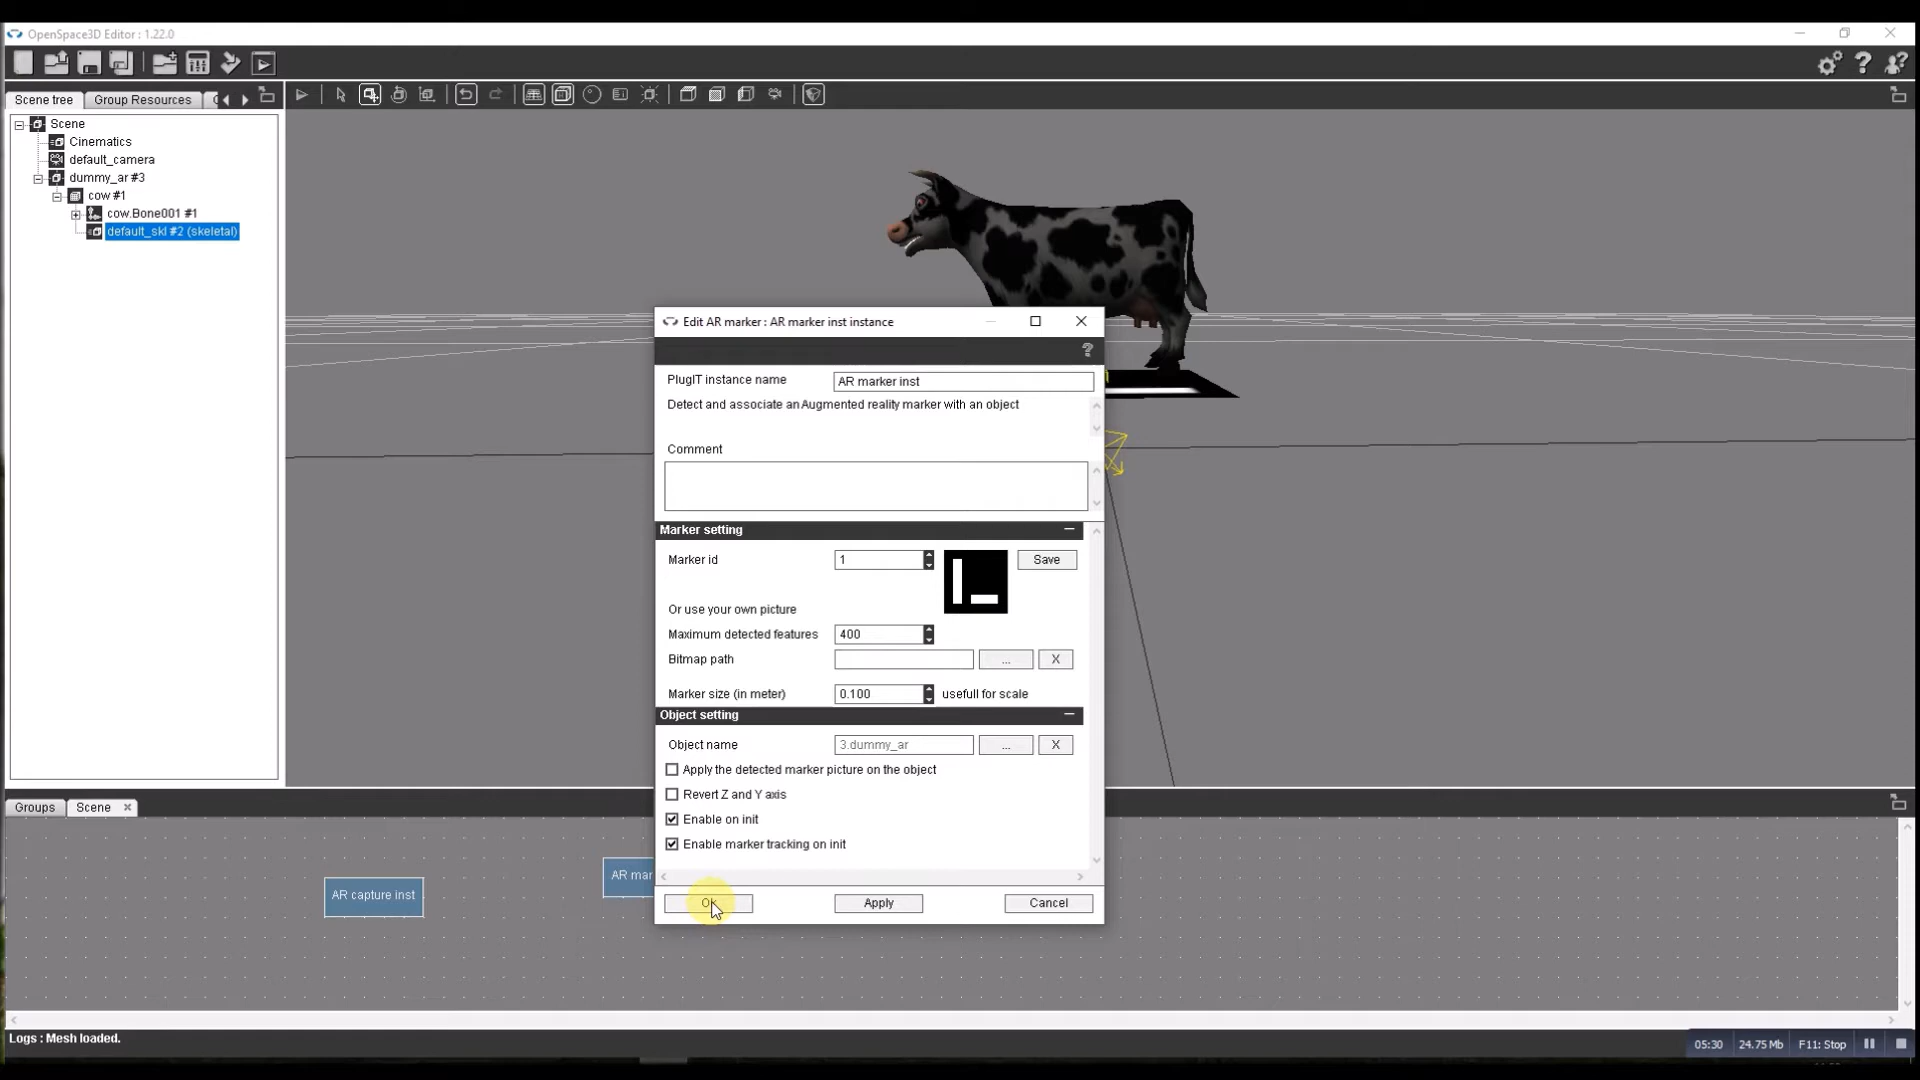 OpenSpace3D Editor : 1.22.0
Scene tree
Group Resources
Scene
Cinematics
default_camera
dummy_ar #3
cow #1
cow.Bone001 #1
default_skl #2 (skeletal)
Edit AR marker : AR marker inst instance
PlugIT instance name
AR marker inst
Detect and associate an Augmented reality marker with an object
Comment
Marker setting
Marker id
1
Save
Or use your own picture
Maximum detected features
400
Bitmap path
...
X
Marker size (in meter)
0.100
usefull for scale
Object setting
Object name
3.dummy_ar
...
X
Apply the detected marker picture on the object
Revert Z and Y axis
Enable on init
Enable marker tracking on init
Apply
Cancel
Groups
Scene
AR capture inst
AR mar
Logs : Mesh loaded.
05:30
24.75 Mb
F11: Stop